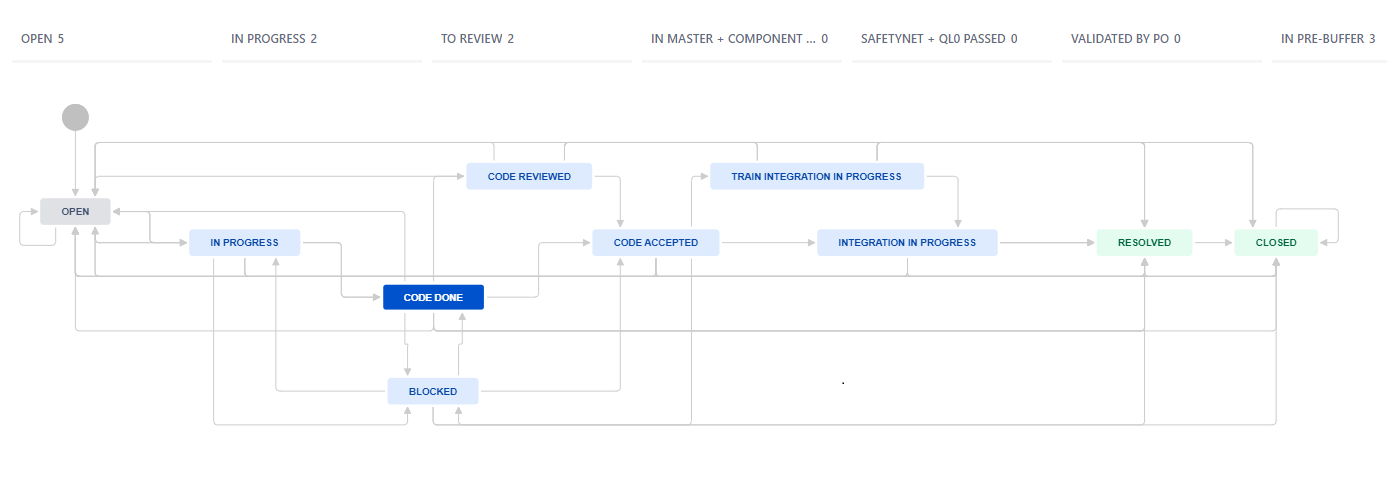 OPEN 5
IN PROGRESS 2
TO REVIEW 2
IN MASTER + COMPONENT ... 0
SAFETYNET + QL0 PASSED 0
VALIDATED BY PO 0
IN PRE-BUFFER 3
CODE REVIEWED
TRAIN INTEGRATION IN PROGRESS
OPEN
IN PROGRESS
CODE ACCEPTED
INTEGRATION IN PROGRESS
RESOLVED
CLOSED
CODE DONE
BLOCKED